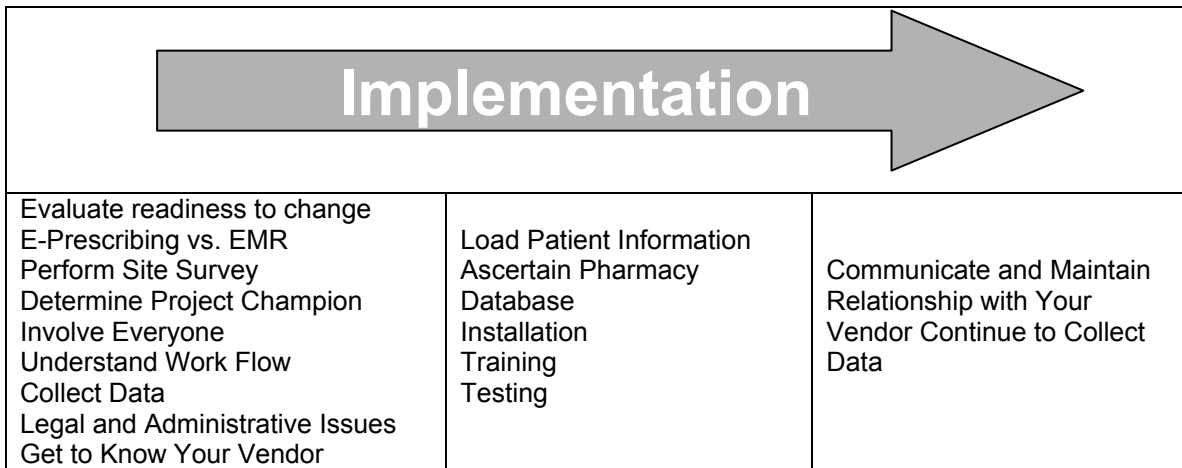 Implementation
Evaluate readiness to change
E-Prescribing vs. EMR
Perform Site Survey
Determine Project Champion
Involve Everyone
Understand Work Flow
Collect Data
Legal and Administrative Issues
Get to Know Your Vendor
Load Patient Information
Ascertain Pharmacy
Database
Installation
Training
Testing
Communicate and Maintain
Relationship with Your
Vendor Continue to Collect
Data